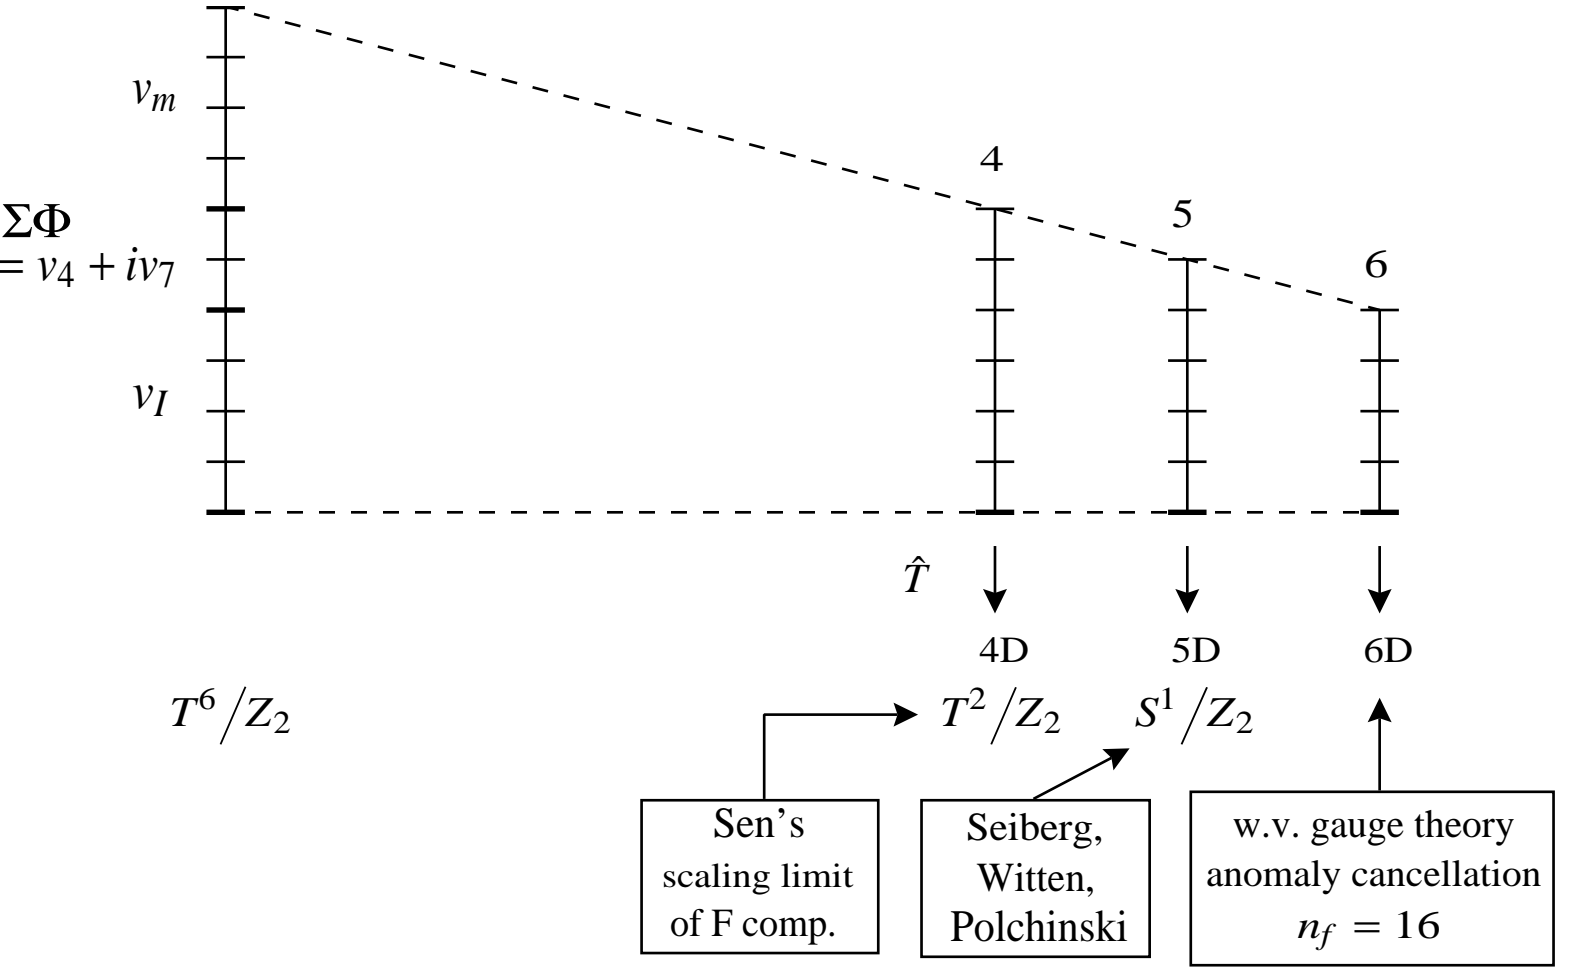 v_m
4
5
6
ΣΦ
= v_4 + iv_7
v_I
T̂
4D 5D 6D
T^6/Z_2 T^2/Z_2 S^1/Z_2
Sen's
scaling limit
of F comp.
Seiberg,
Witten,
Polchinski
w.v. gauge theory
anomaly cancellation
n_f = 16